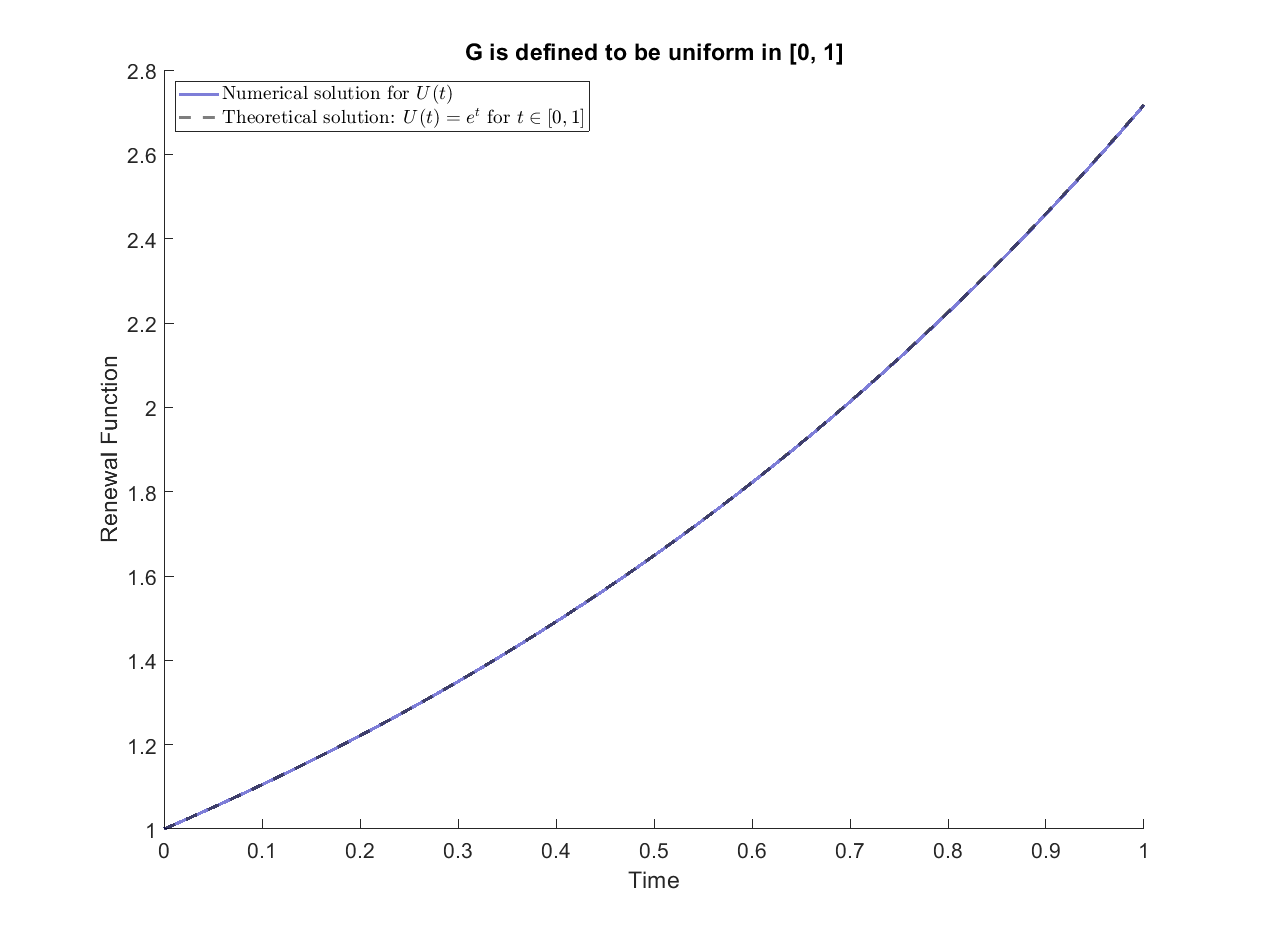 G is defined to be uniform in [0, 1]
Numerical solution for U(t)
Theoretical solution: U(t) = e^t for t ∈ [0, 1]
Renewal Function
2.8
2.6
2.4
2.2
2
1.8
1.6
1.4
1.2
1
0 0.1 0.2 0.3 0.4 0.5 0.6 0.7 0.8 0.9 1
Time